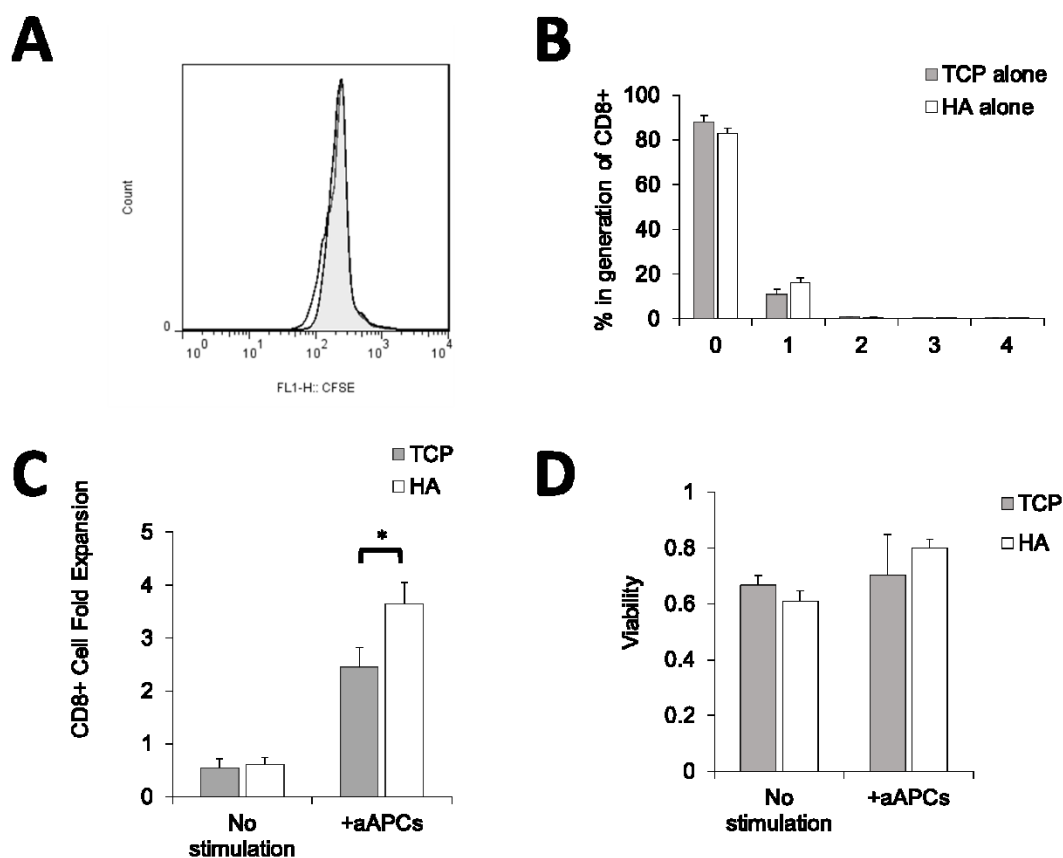 A
Count
0
10^0 10^1 10^2 10^3 10^4
FL1-H:: CFSE
B
TCP alone
HA alone
% in generation of CD8+
100
80
60
40
20
0
0 1 2 3 4
C
TCP
HA
CD8+ Cell Fold Expansion
5
4
3
2
1
0
*
No
stimulation
+aAPCs
D
TCP
HA
Viability
1
0.8
0.6
0.4
0.2
0
No
stimulation
+aAPCs